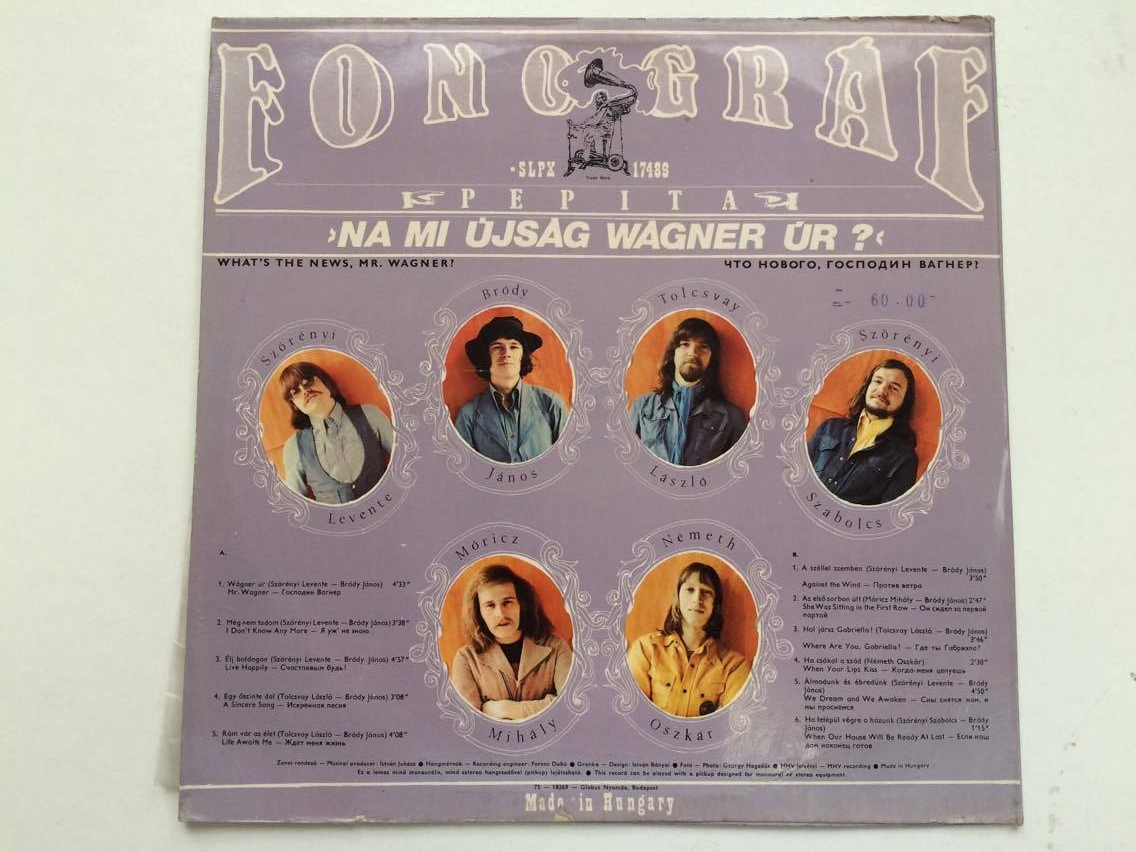 FONOGRÁF
•SLPX 17489
Trade Mark
PEPITA
›NA MI ÚJSÁG WÁGNER ÚR ?‹
WHAT'S THE NEWS, MR. WAGNER? ЧТО НОВОГО, ГОСПОДИН ВАГНЕР?
60.00
Szörényi
Levente
Bródy
János
Tolcsvay
László
Szörényi
Szabolcs
Móricz
Mihály
Németh
Oszkár
A.
1. Wágner úr (Szörényi Levente — Bródy János) 4'33"
Mr. Wagner — Господин Вагнер
2. Még nem tudom (Szörényi Levente — Bródy János) 3'38"
I Don't Know Any More — Я уж' не знаю
3. Élj boldogan (Szörényi Levente — Bródy János) 4'57"
Live Happily — Счастливым будь!
4. Egy őszinte dal (Tolcsvay László — Bródy János) 3'08"
A Sincere Song — Искренная песня
5. Rám vár az élet (Tolcsvay László — Bródy János) 4'08"
Life Awaits Me — Ждет меня жизнь
B.
1. A széllel szemben (Szörényi Levente — Bródy János)
3'50"
Against the Wind — Против ветра
2. Az első sorban ült (Móricz Mihály — Bródy János) 2'47"
She Was Sitting in the First Row — Он сидел за первой
партой
3. Hol jársz Gabriella? (Tolcsvay László — Bródy János)
3'46"
Where Are You, Gabriella? — Где ты Габриэла?
4. Ha csókol a szád (Németh Oszkár) 2'30"
When Your Lips Kiss — Когда меня целуешь
5. Álmodunk és ébredünk (Szörényi Levente — Bródy
János) 4'50"
We Dream and We Awaken — Сны снятся нам, и
мы проснемся
6. Ha felépül végre a házunk (Szörényi Szabolcs — Bródy
János) 1'15"
When Our House Will Be Ready At Last — Если наш
дом наконец готов
Zenei rendező — Musical producer: István Juhász ● Hangmérnök — Recording engineer: Ferenc Dobó ● Grafika — Design: István Bányai ● Fotó — Photo: György Hegedűs ● MHV felvétel — MHV recording ● Made in Hungary
Ez a lemez mind monaurális, mind sztereo hangszedővel (pickup) lejátszható. ● This record can be played with a pickup designed for monaural or stereo equipment.
75 — 18269 — Globus Nyomda, Budapest
Made in Hungary